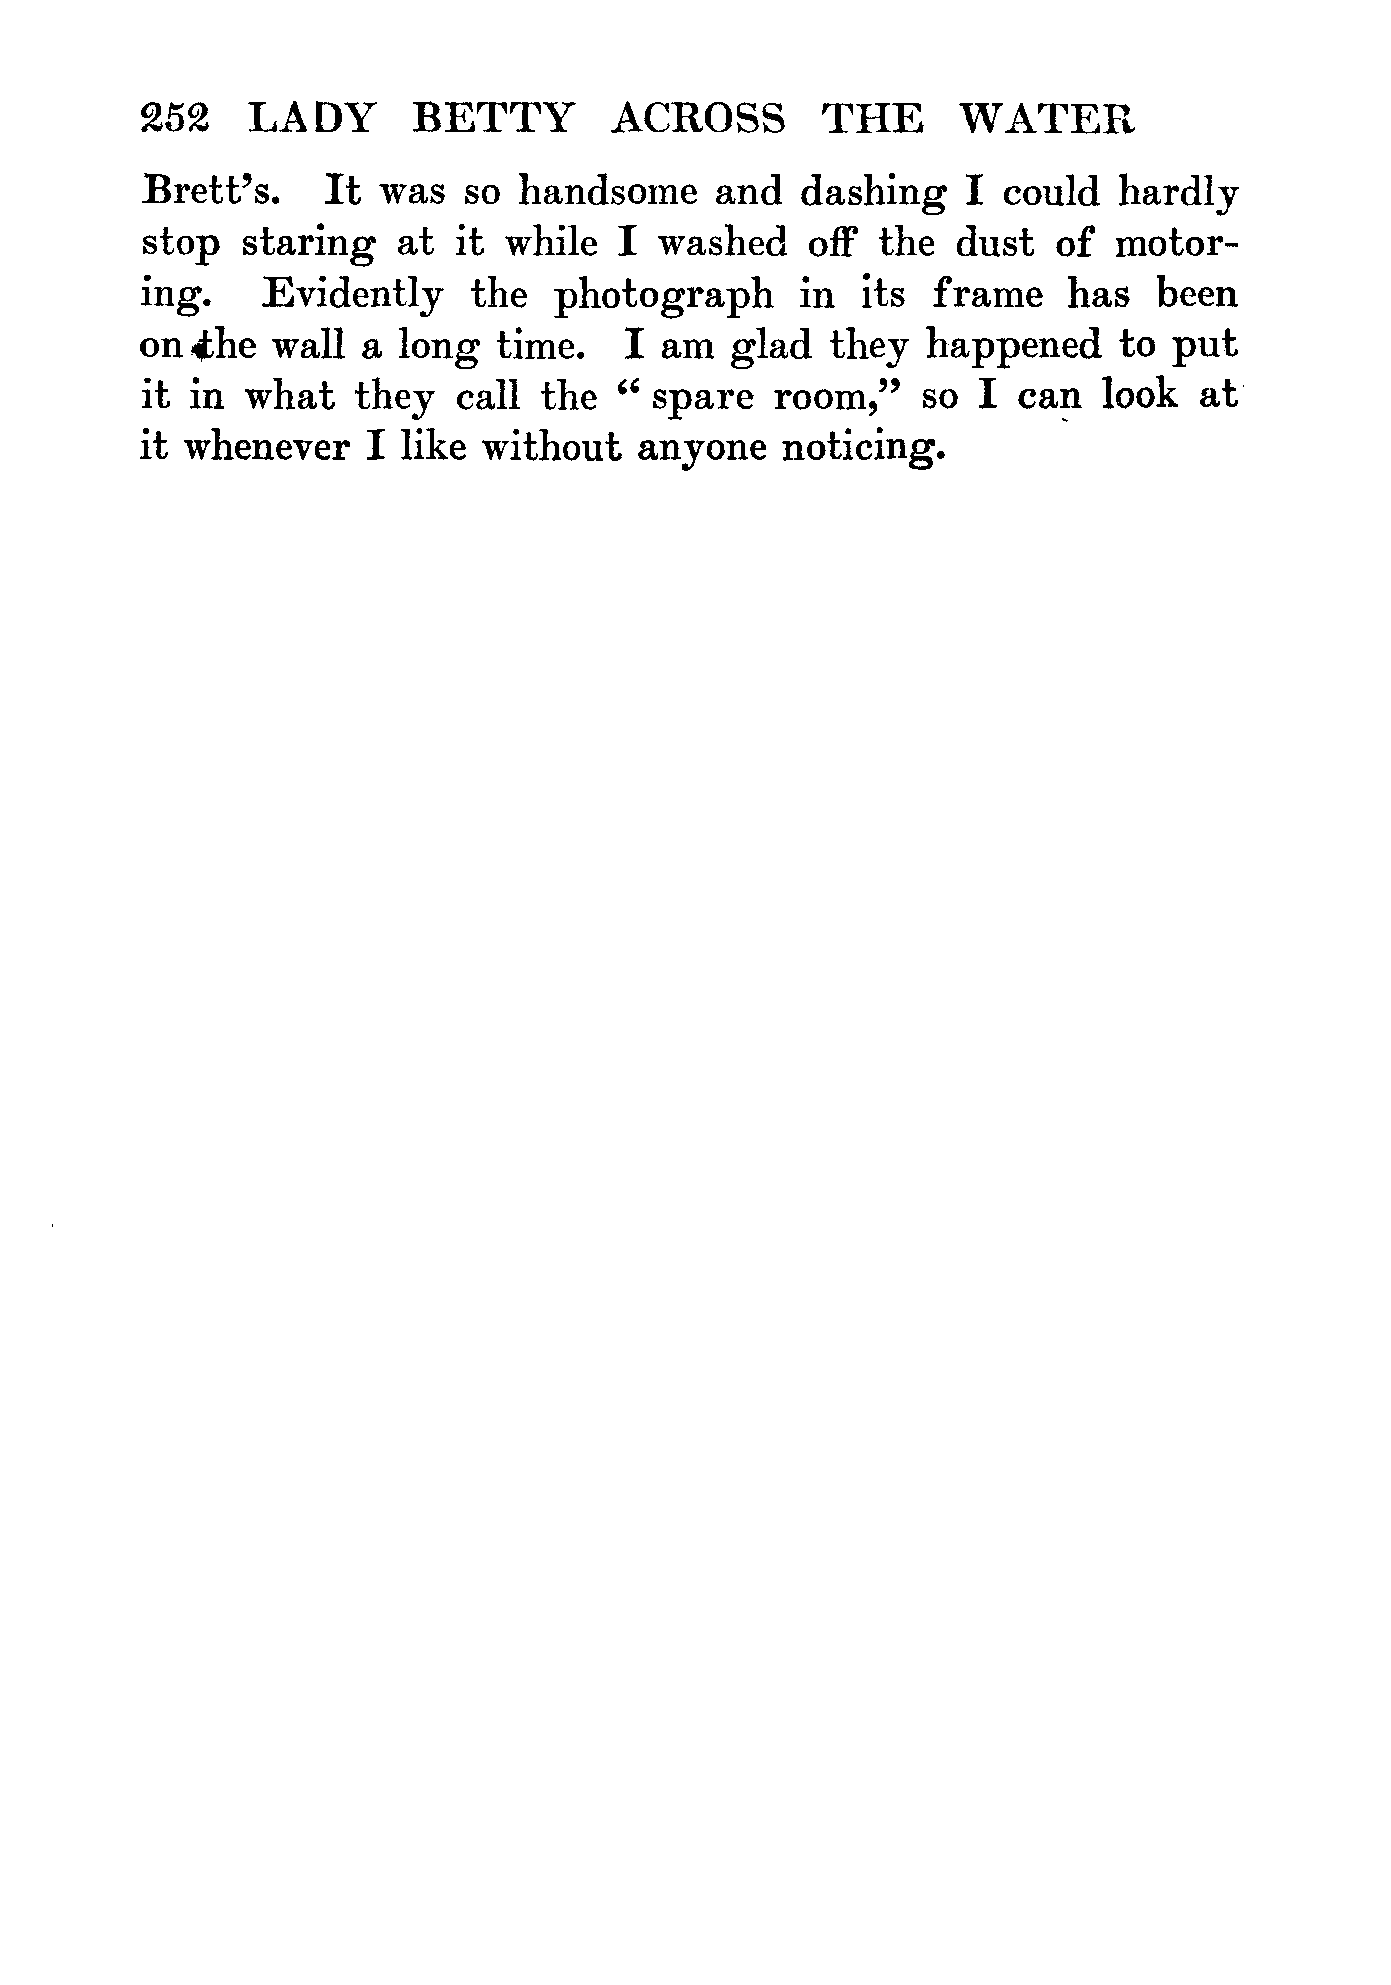 252 LADY BETTY ACROSS THE WATER
Brett's. It was so handsome and dashing I could hardly
stop staring at it while I washed off the dust of motor-
ing. Evidently the photograph in its frame has been
on the wall a long time. I am glad they happened to put
it in what they call the “ spare room,” so I can look at
it whenever I like without anyone noticing.